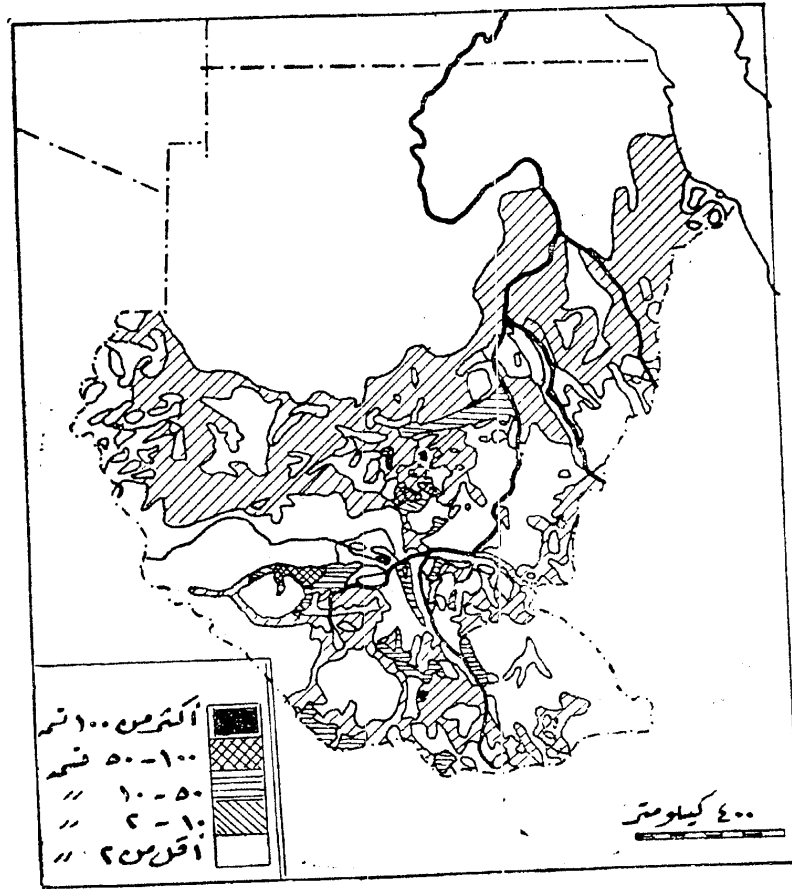 أكثر من ١٠٠ نسمة
١٠٠ - ٥٠ نسمة
٥٠ - ١٠ "
١٠ - ٢ "
أقل من ٢ "
٤٠٠ كيلومتر